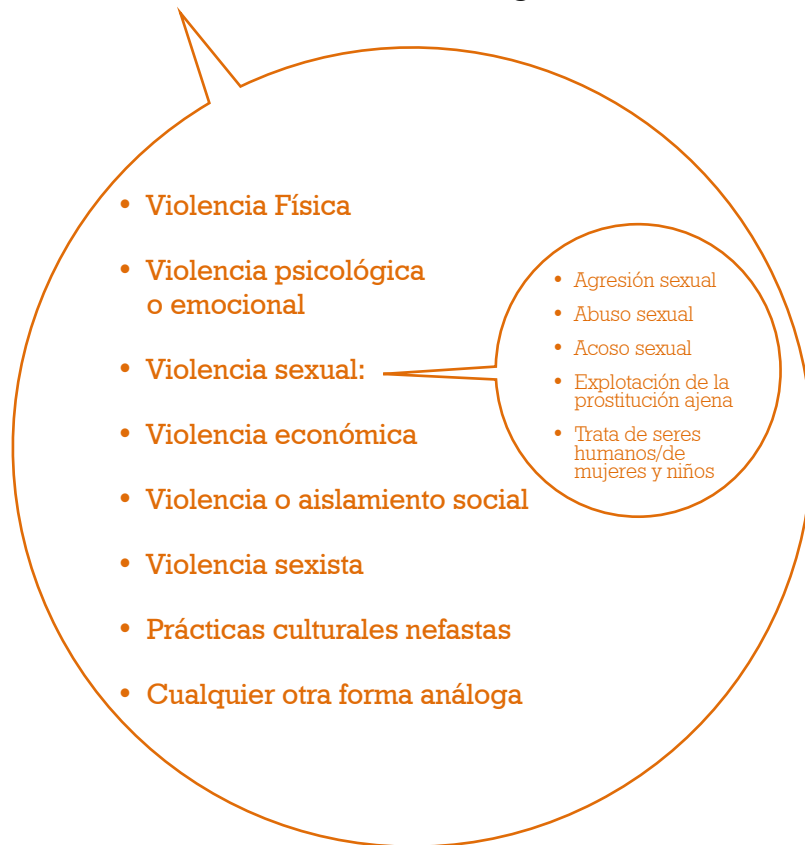 • Violencia Física
• Violencia psicológica
o emocional
• Violencia sexual:
• Violencia económica
• Violencia o aislamiento social
• Violencia sexista
• Prácticas culturales nefastas
• Cualquier otra forma análoga
• Agresión sexual
• Abuso sexual
• Acoso sexual
• Explotación de la
prostitución ajena
• Trata de seres
humanos/de
mujeres y niños